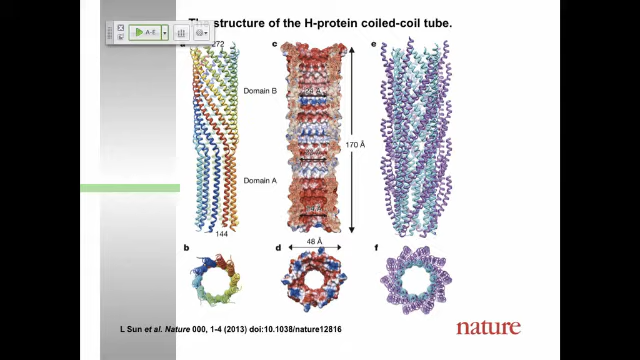 structure of the H-protein coiled-coil tube.
A-E
272
c
e
Domain B
170 Å
Domain A
144
b
d
48 Å
f
L Sun et al. Nature 000, 1-4 (2013) doi:10.1038/nature12816
nature